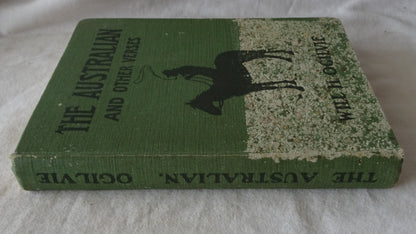 THE AUSTRALIAN
AND OTHER VERSES
WILL H. OGILVIE
THE AUSTRALIAN.
OGILVIE